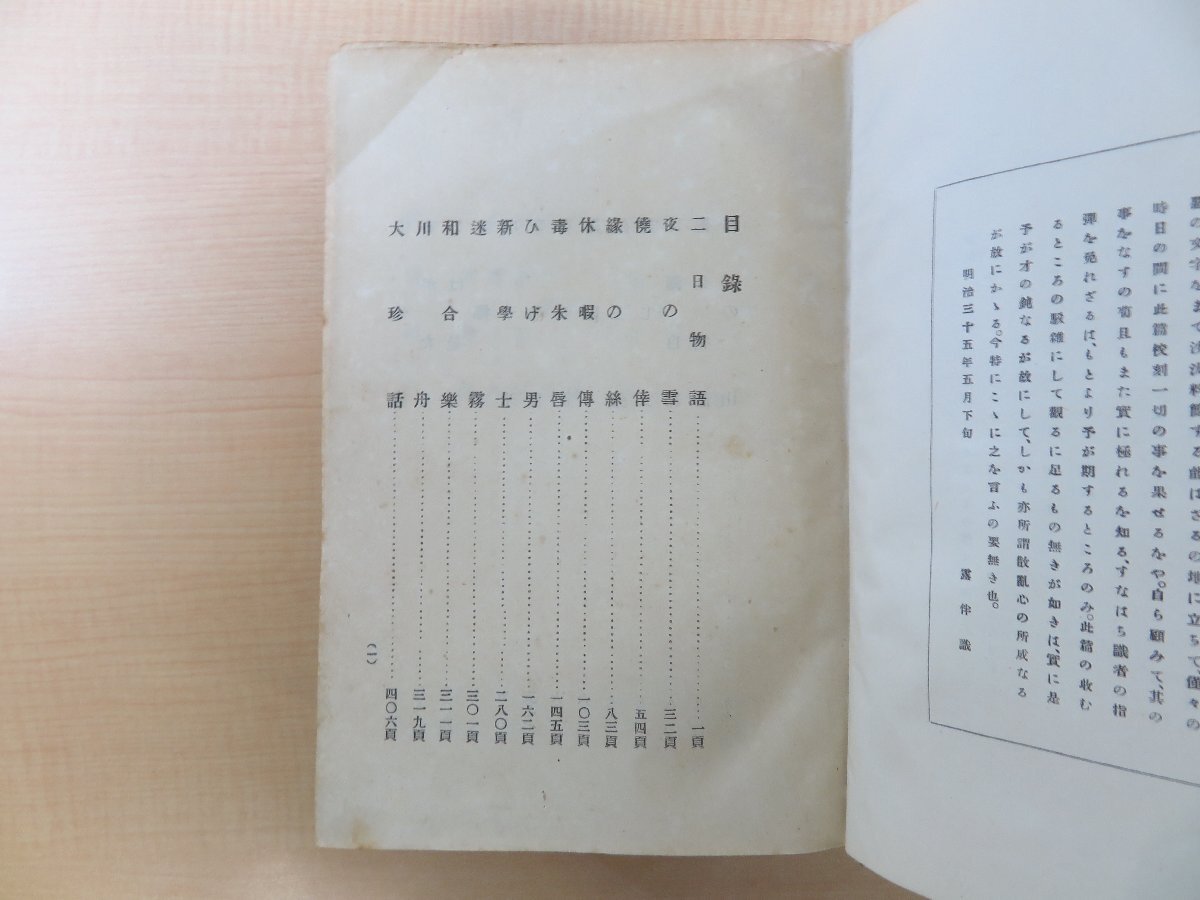 時日の間に此篇校刻一切の事を果せるなや。自ら顧みて、其の
事をなすの苟且もまた實に極れるを知る、すなはち識者の指
彈を免れざるは、もとより予が期するところのみ。此篇の收む
るところの駁雜にして觀るに足るもの無きが如きは、實に是
予が才の鈍なるが故にして、しかも亦所謂散亂心の所成なる
が故にかゝる。今特にこゝに之を言ふの要無き也。
明治三十五年五月下旬　露伴識
目錄
二日物語……一頁
夜の雪……三二頁
僥倖……五四頁
緣の絲……八三頁
休暇傳……一〇三頁
毒朱唇……一四五頁
ひげ男……一六二頁
新學士……二八〇頁
迷霧……三〇一頁
和合樂……三一一頁
川舟……三一九頁
大珍話……四〇六頁
(一)